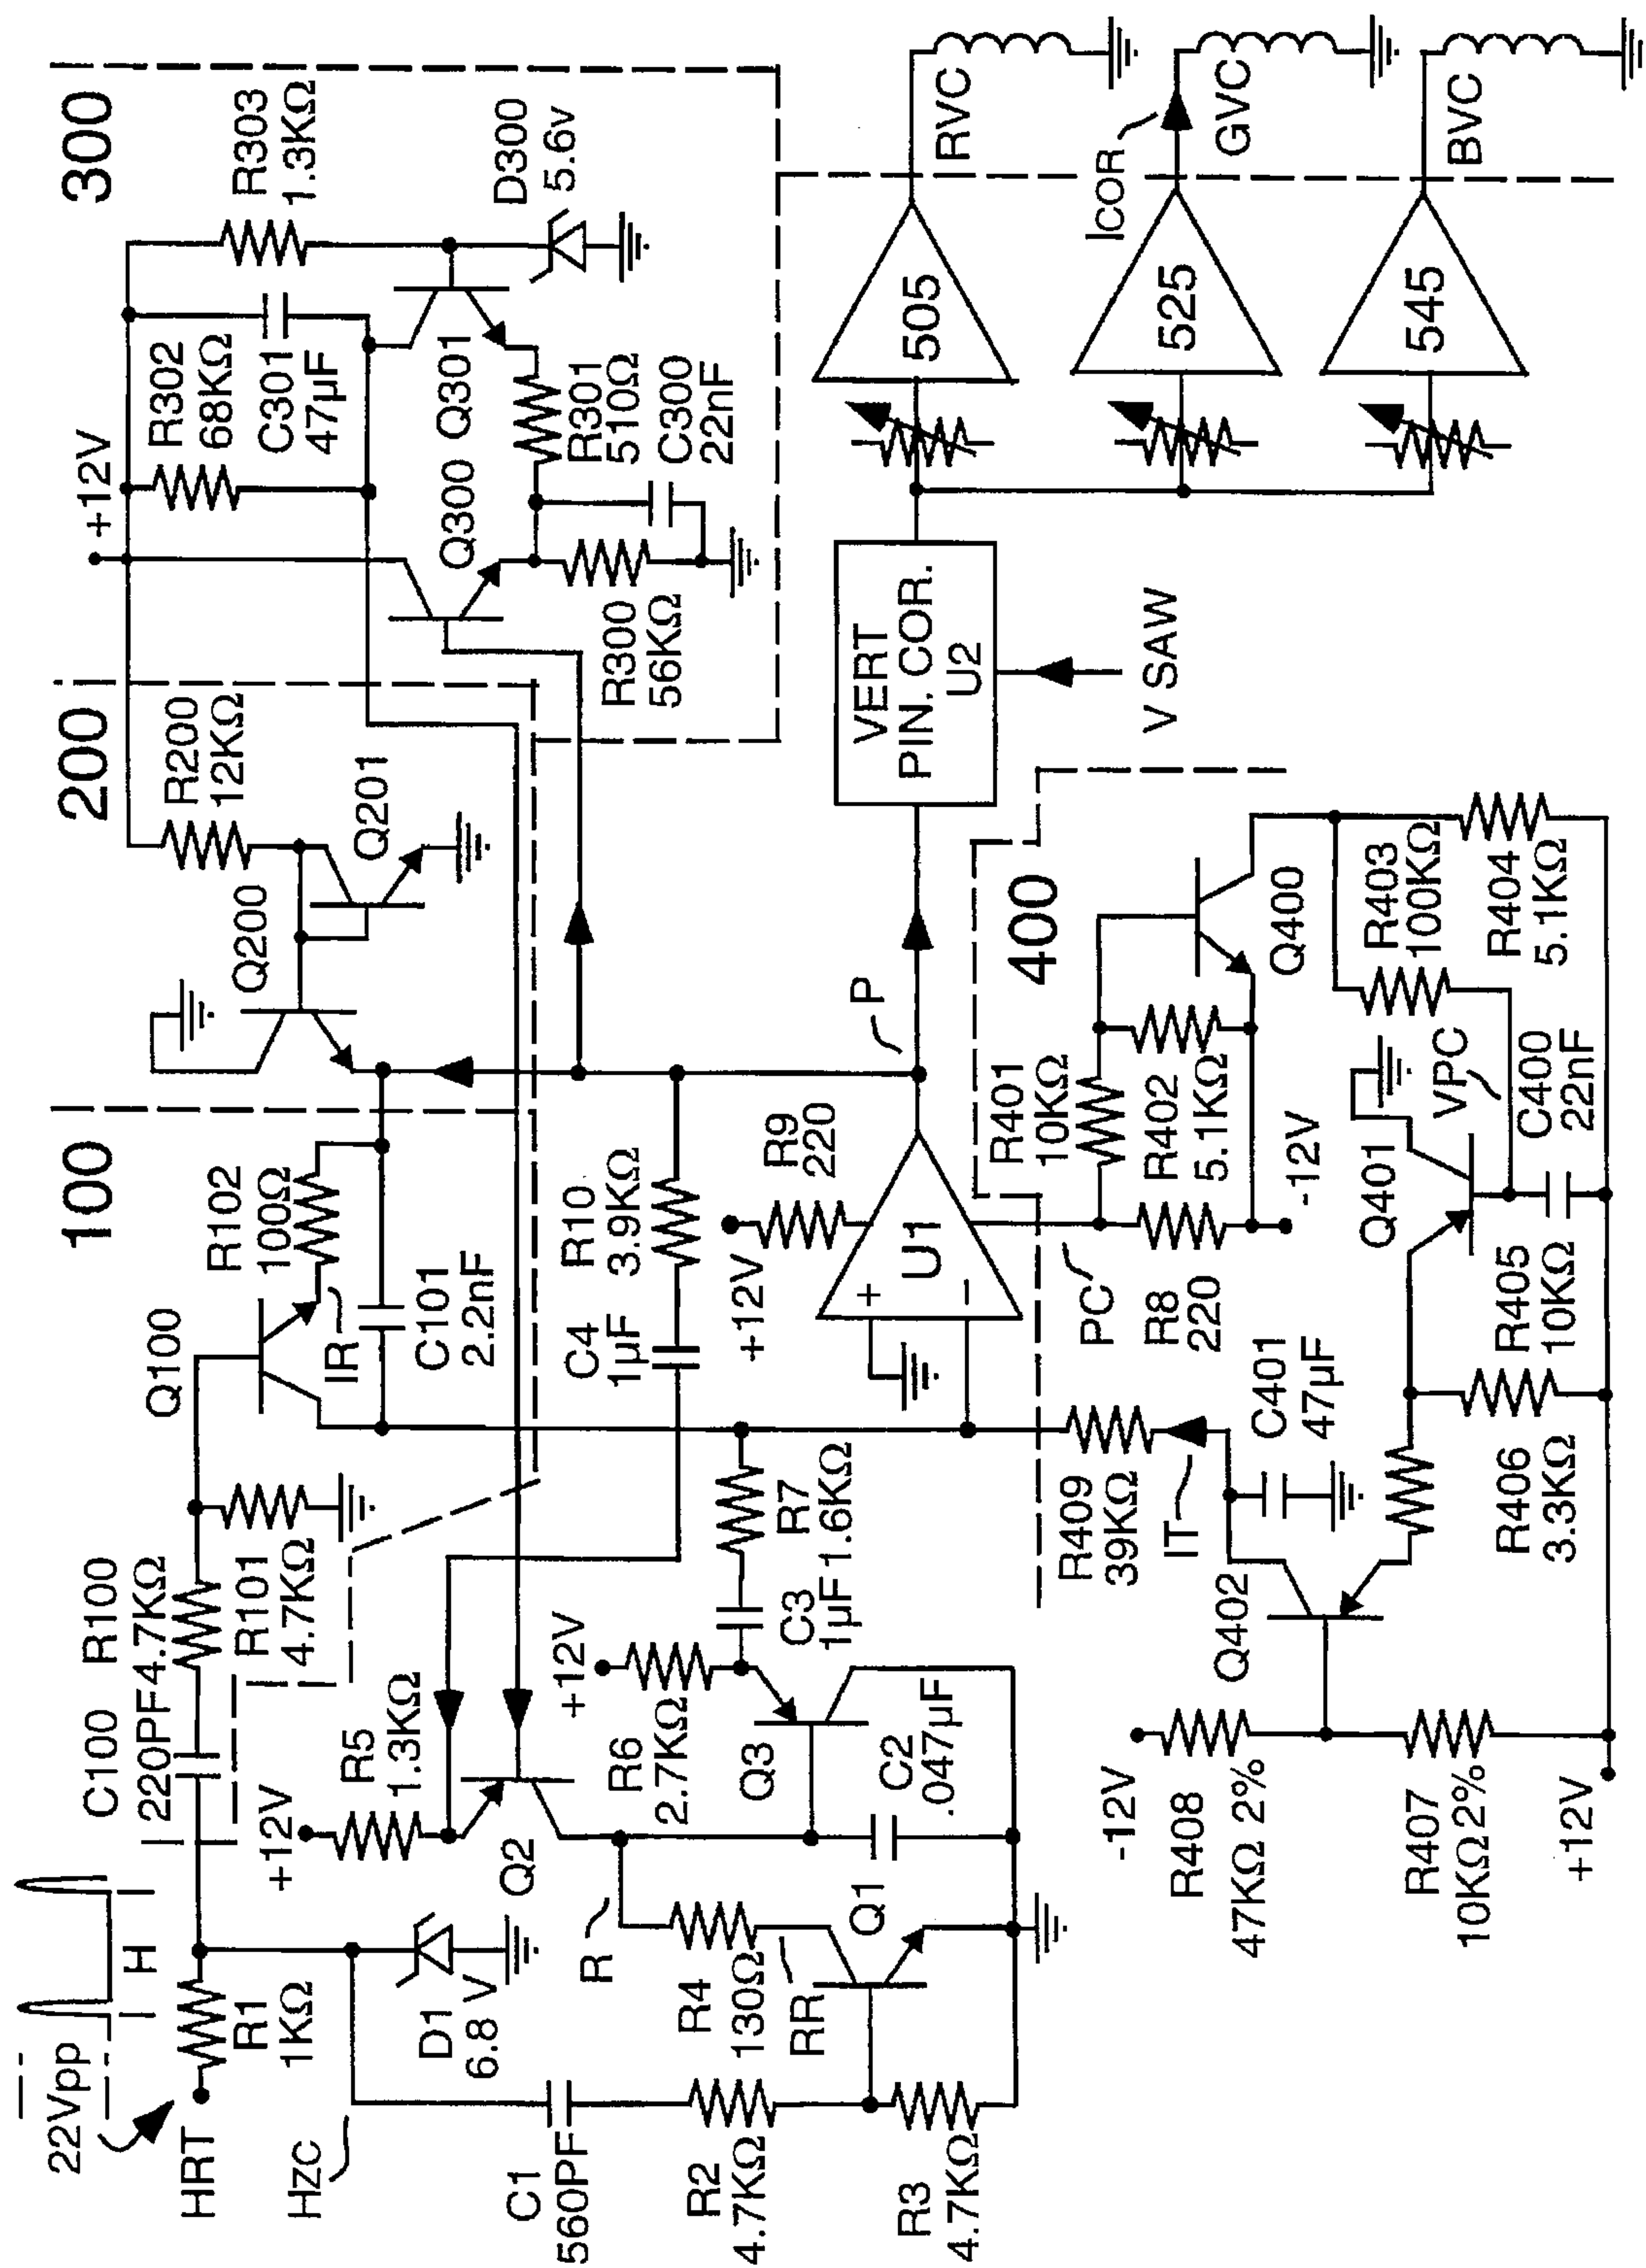 22Vpp
H
HRT
R1
1KΩ
HZC
D1
6.8 V
C1
560PF
R2
4.7KΩ
R3
4.7KΩ
R4
130Ω
RR
Q1
R
C100
220PF
R100
4.7KΩ
R101
4.7KΩ
100
Q100
R102
100Ω
IR
C101
2.2nF
+12V
R5
1.3KΩ
Q2
+12V
R6
2.7KΩ
Q3
C2
.047µF
C3
1µF
R7
1.6KΩ
C4
1µF
R10
3.9KΩ
200
Q200
R200
12KΩ
Q201
300
+12V
R302
68KΩ
C301
47µF
R303
1.3KΩ
D300
5.6v
Q300
Q301
R301
510Ω
C300
22nF
R300
56KΩ
+12V
R9
220
U1
+
−
P
PC
R8
220
-12V
VERT
PIN. COR.
U2
V SAW
505
525
545
RVC
ICOR
GVC
BVC
400
R401
10KΩ
R402
5.1KΩ
Q400
R403
100KΩ
R404
5.1KΩ
VPC
C400
22nF
Q401
R405
10KΩ
R406
3.3KΩ
C401
47µF
R409
39KΩ
IT
Q402
-12V
R408
47KΩ 2%
R407
10KΩ 2%
+12V